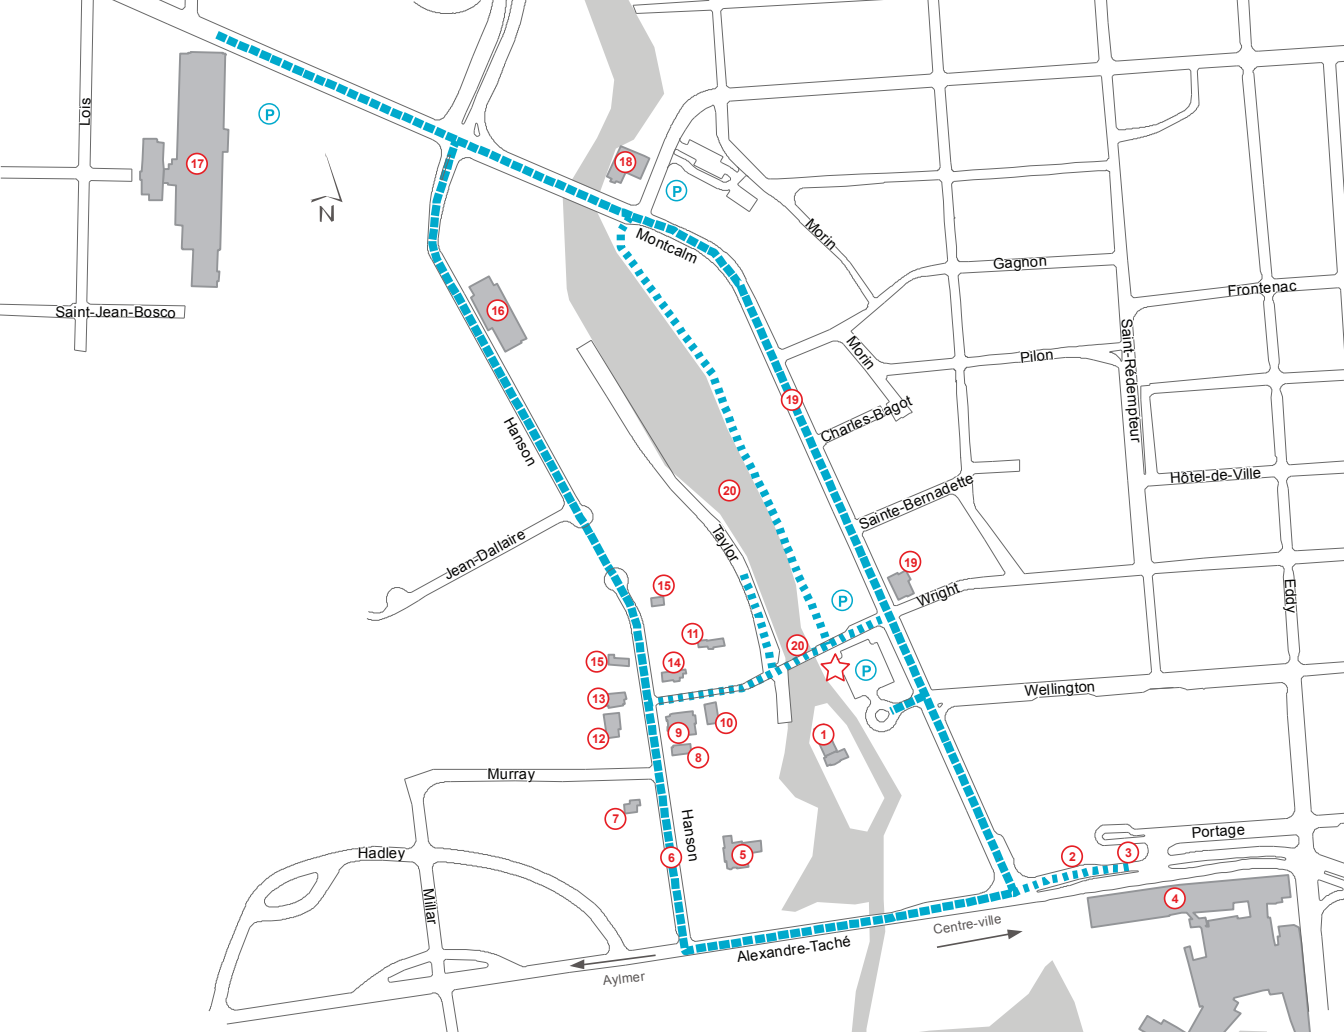 Lois
P
17
18
P
N
Morin
Montcalm
Gagnon
Frontenac
Saint-Jean-Bosco
16
Saint-Rédempteur
Morin
Pilon
19
Charles-Bagot
Hanson
20
Hôtel-de-Ville
Sainte-Bernadette
Taylor
Jean-Dallaire
19
15
P
Wright
Eddy
11
20
15
14
P
Wellington
13
10
9
12
1
8
Murray
7
Hanson
Portage
Hadley
6
5
2
3
Millar
4
Centre-ville
Alexandre-Taché
Aylmer